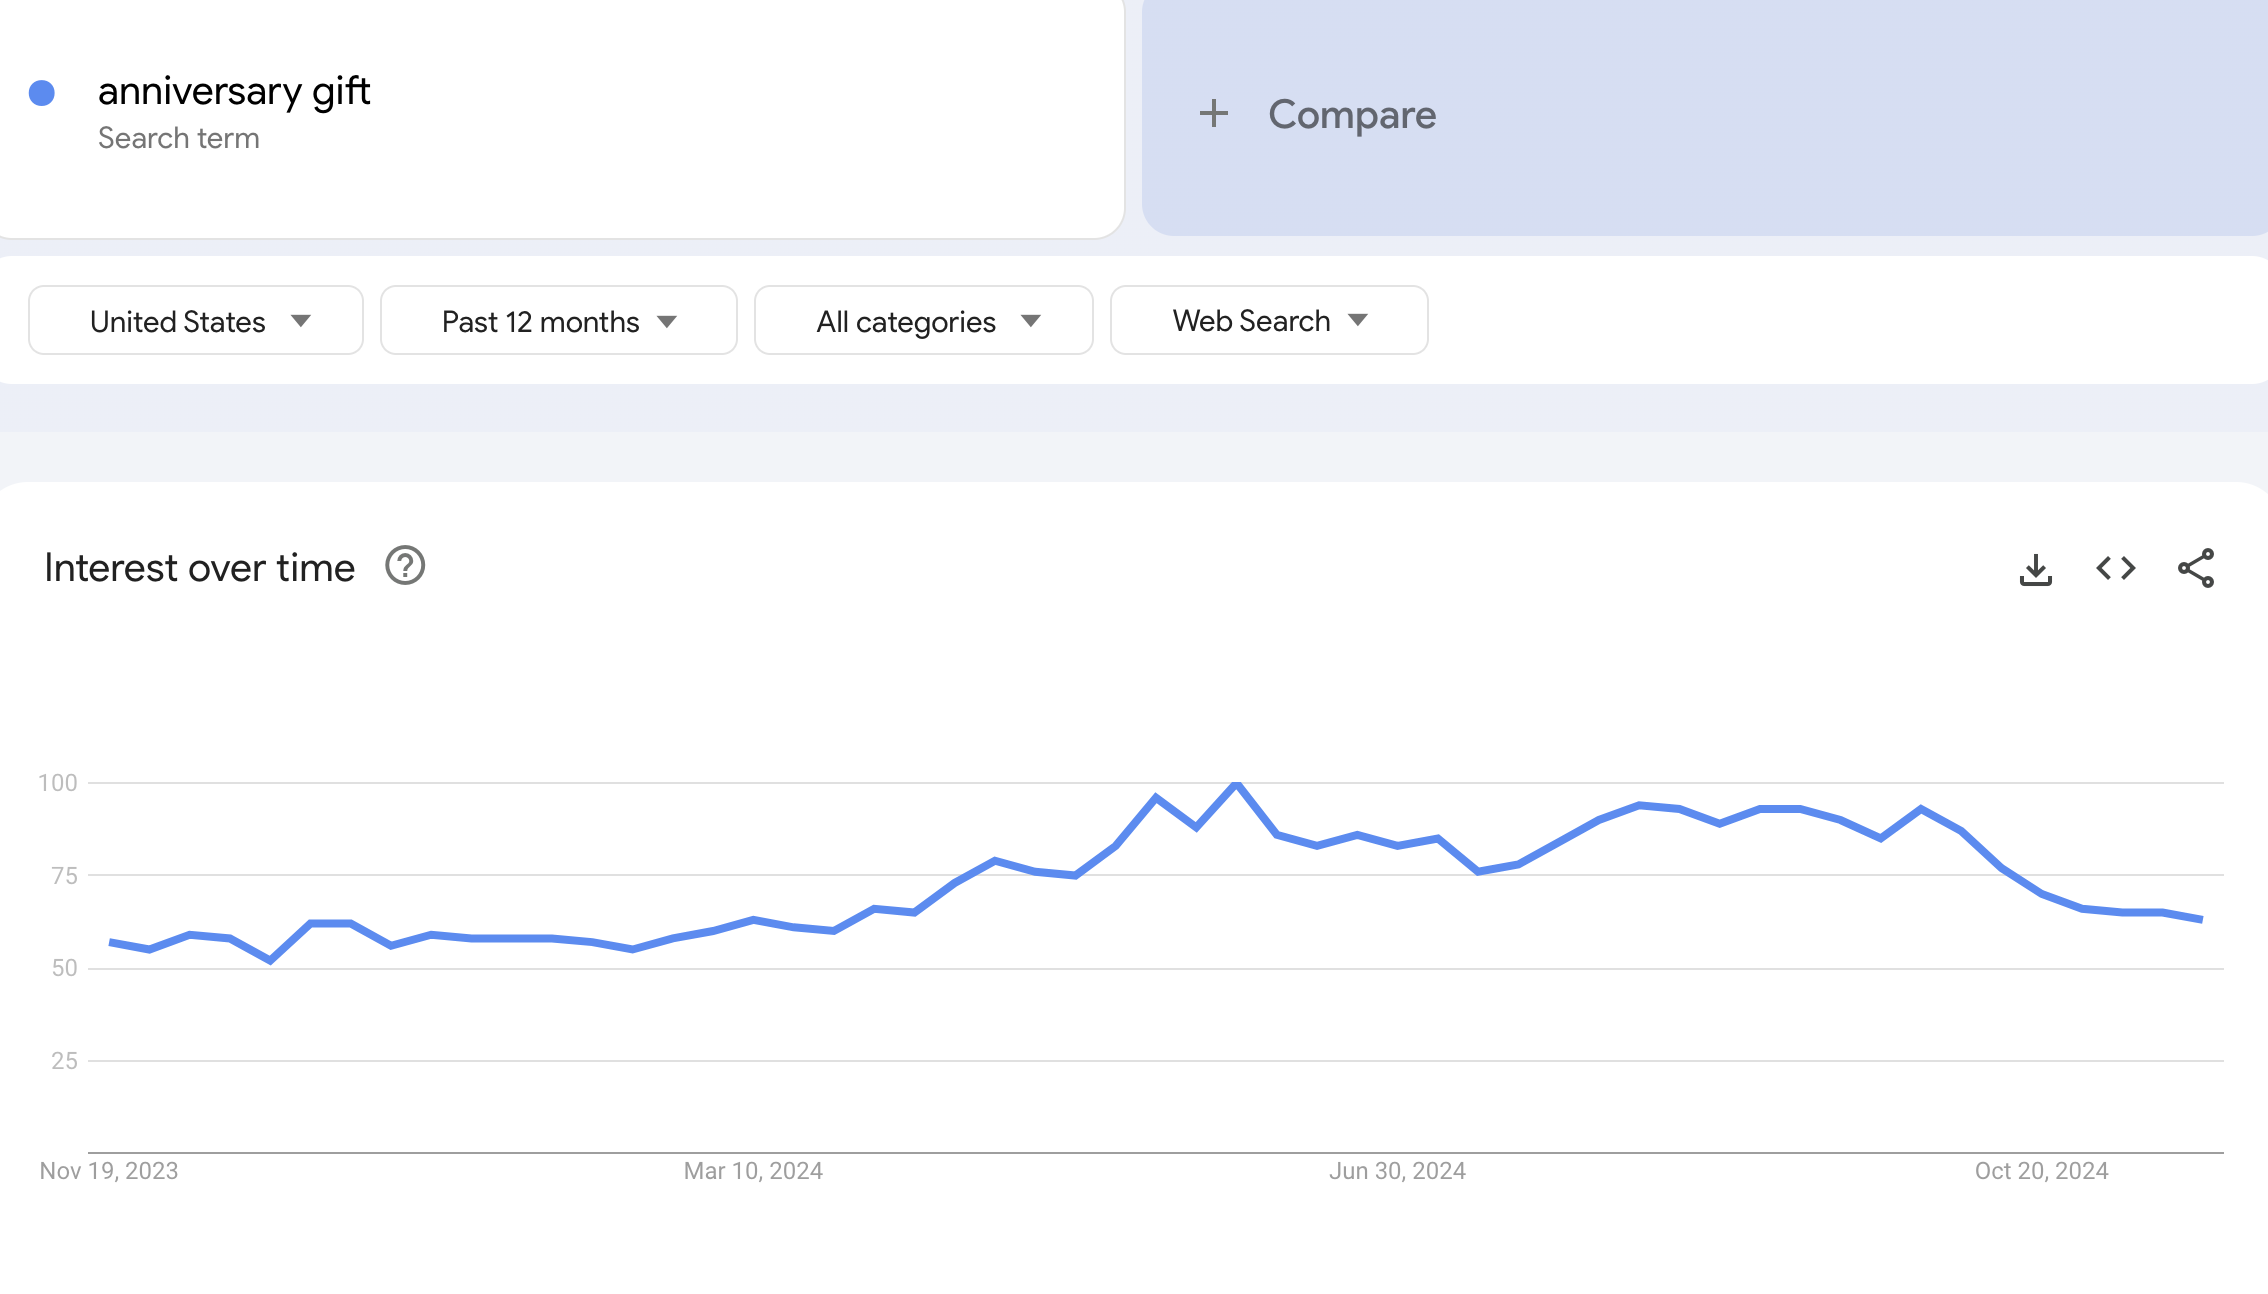 anniversary gift
Search term
+ Compare
United States
Past 12 months
All categories
Web Search
Interest over time
100
75
50
25
Nov 19, 2023
Mar 10, 2024
Jun 30, 2024
Oct 20, 2024